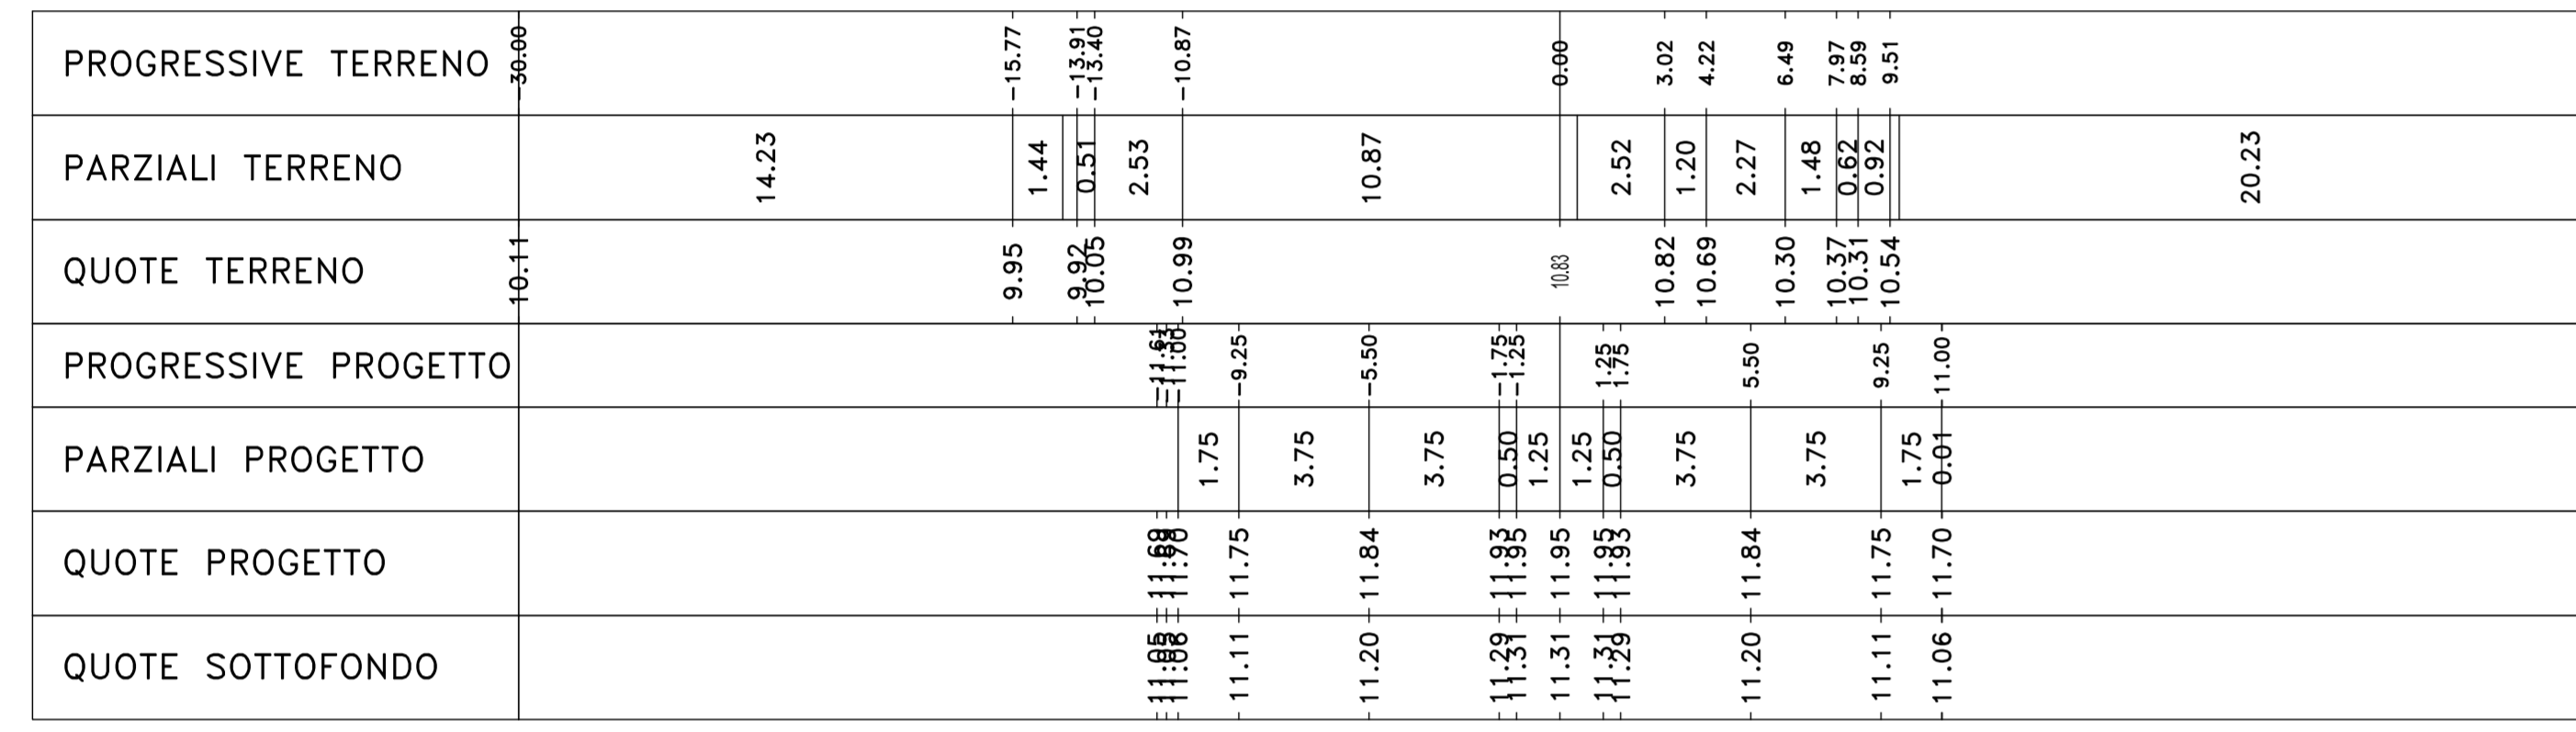 PROGRESSIVE TERRENO -30.00 -15.77 -13.91 -13.40 -10.87 0.00 3.02 4.22 6.49 7.97 8.59 9.51
PARZIALI TERRENO 14.23 1.44 0.51 2.53 10.87 2.52 1.20 2.27 1.48 0.62 0.92 20.23
QUOTE TERRENO 10.11 9.95 9.92 10.05 10.99 10.83 10.82 10.69 10.30 10.37 10.31 10.54
PROGRESSIVE PROGETTO -11.61 -11.00 -9.25 -5.50 -1.75 -1.25 1.25 1.75 5.50 9.25 11.00
PARZIALI PROGETTO 1.75 3.75 3.75 0.50 1.25 1.25 0.50 3.75 3.75 1.75 0.01
QUOTE PROGETTO 11.69 11.70 11.75 11.84 11.93 11.95 11.95 11.95 11.93 11.84 11.75 11.70
QUOTE SOTTOFONDO 11.05 11.06 11.11 11.20 11.29 11.31 11.31 11.31 11.29 11.20 11.11 11.06